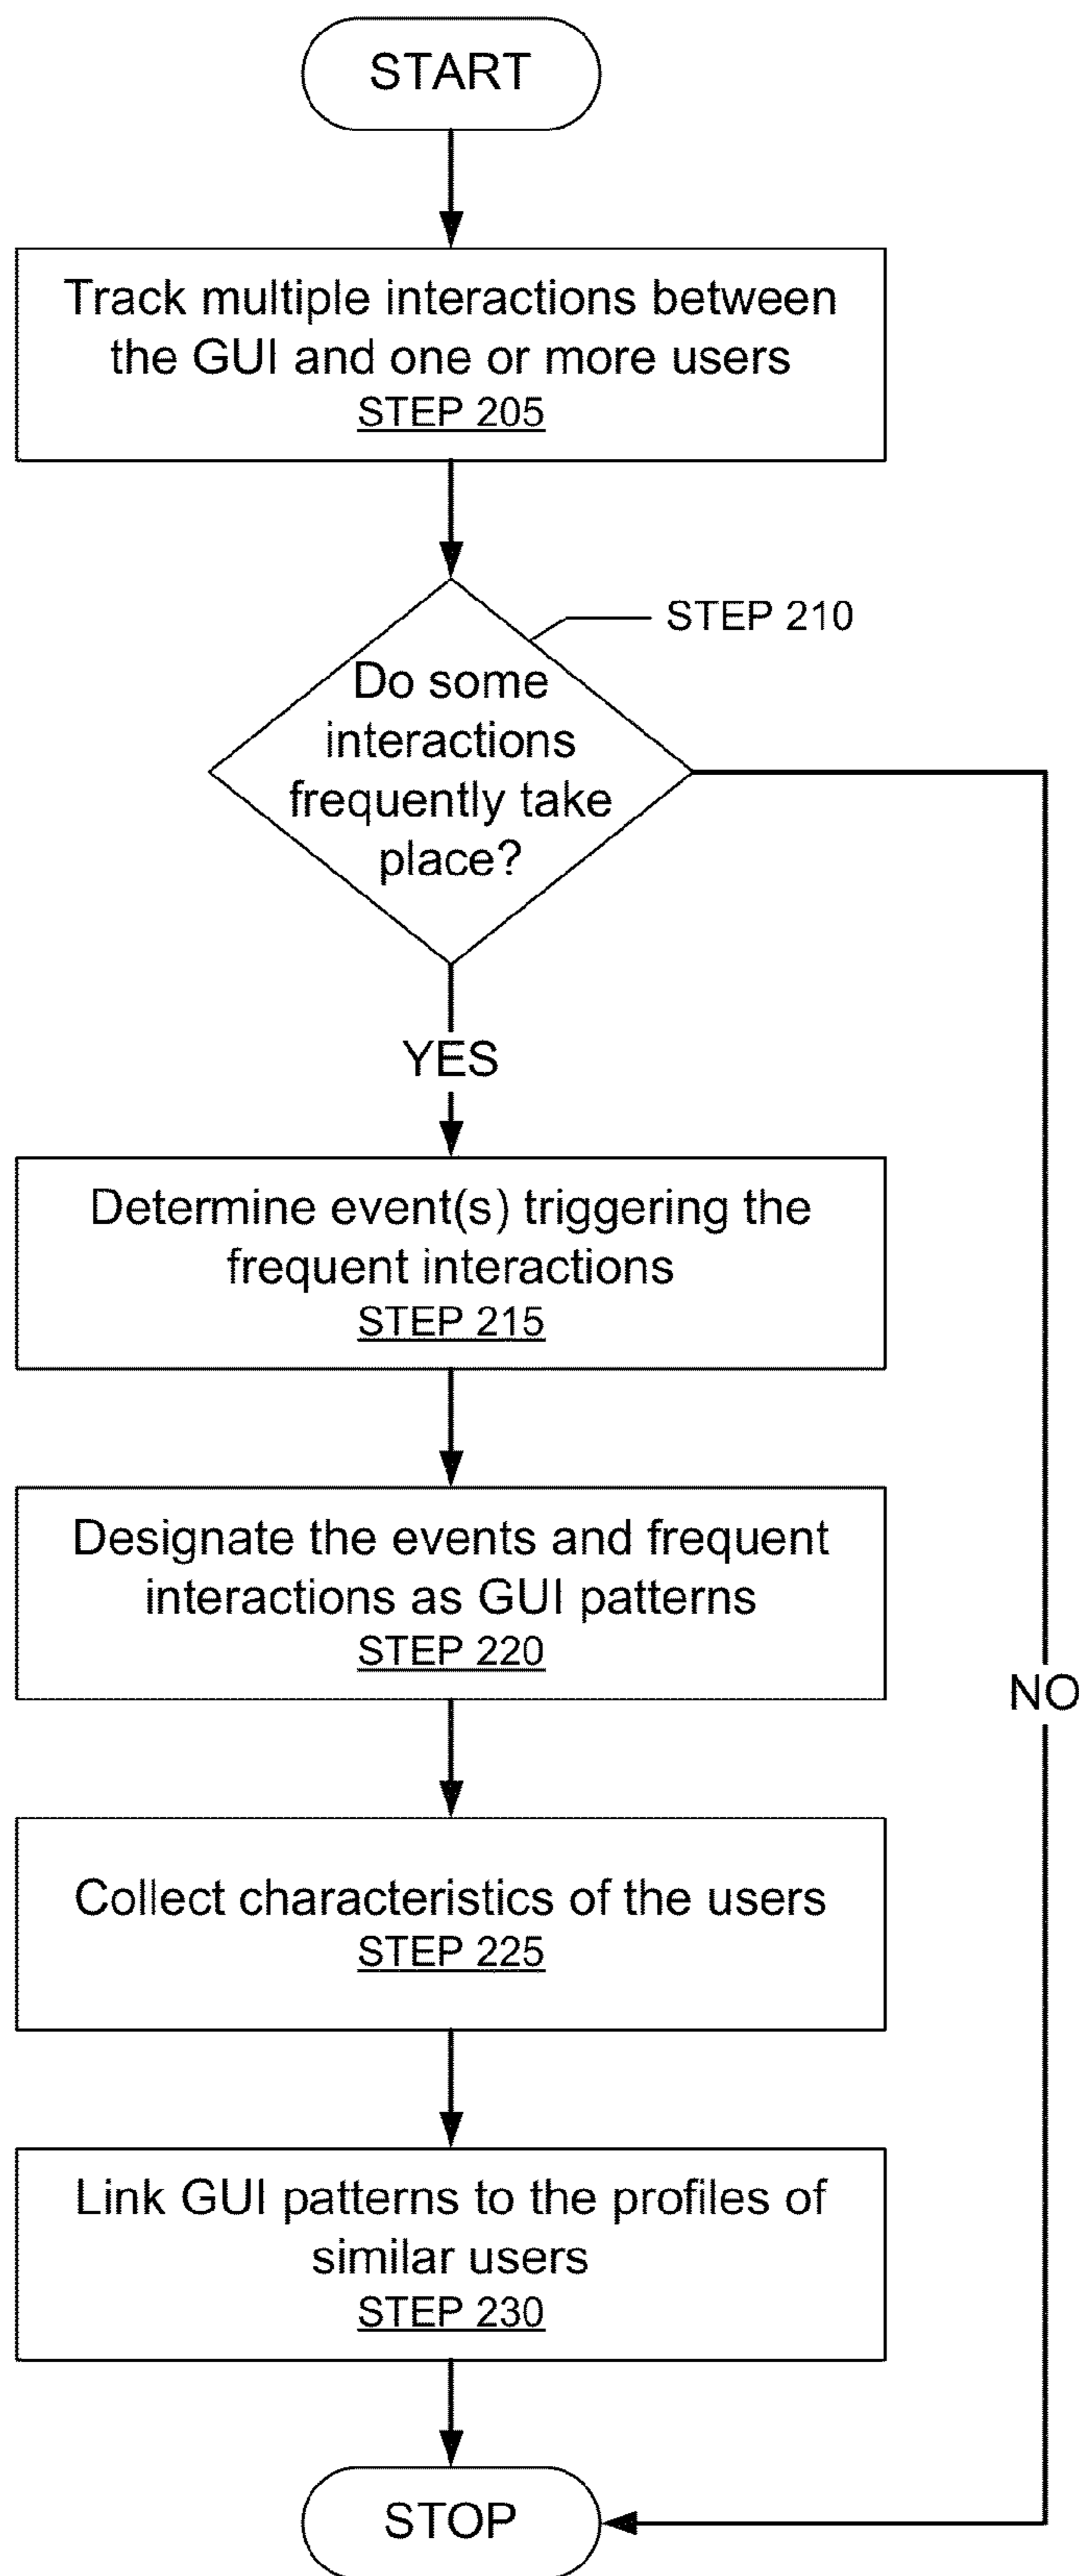 START
Track multiple interactions between
the GUI and one or more users
STEP 205
STEP 210
Do some
interactions
frequently take
place?
YES
Determine event(s) triggering the
frequent interactions
STEP 215
Designate the events and frequent
interactions as GUI patterns
STEP 220
NO
Collect characteristics of the users
STEP 225
Link GUI patterns to the profiles of
similar users
STEP 230
STOP